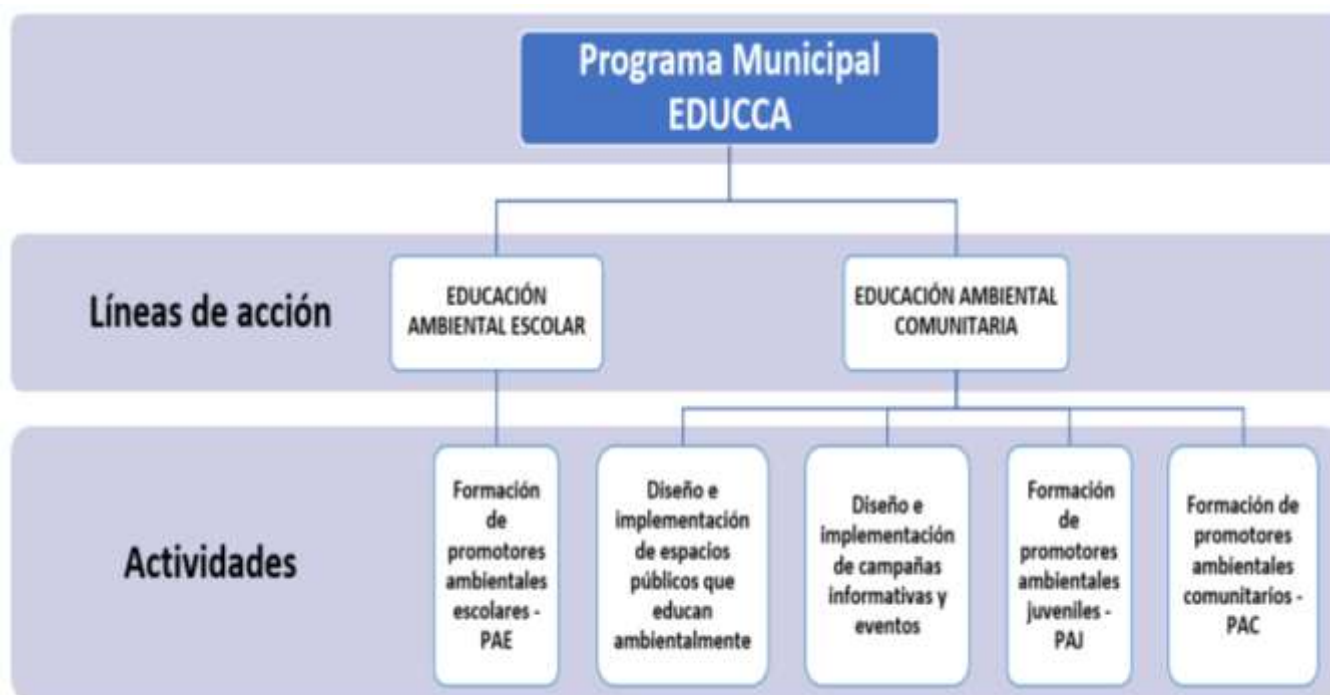 Programa Municipal
EDUCCA
Líneas de acción
EDUCACIÓN
AMBIENTAL ESCOLAR
EDUCACIÓN AMBIENTAL
COMUNITARIA
Actividades
Formación
de
promotores
ambientales
escolares -
PAE
Diseño e
implementación
de espacios
públicos que
educan
ambientalmente
Diseño e
implementación
de campañas
informativas y
eventos
Formación
de
promotores
ambientales
juveniles -
PAJ
Formación de
promotores
ambientales
comunitarios -
PAC